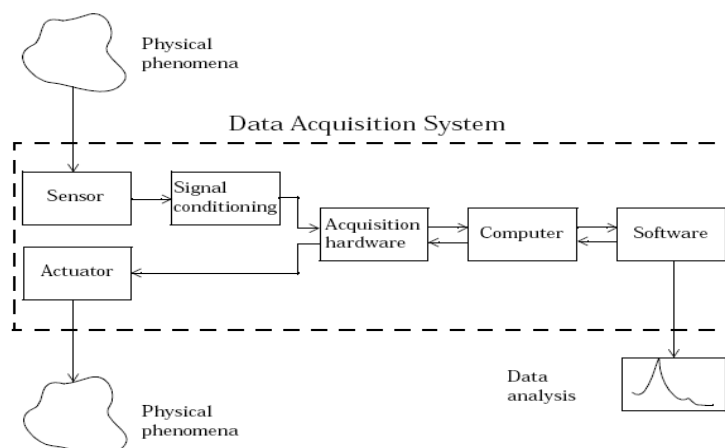 Physical
phenomena
Data Acquisition System
Sensor
Signal
conditioning
Acquisition
hardware
Computer
Software
Actuator
Physical
phenomena
Data
analysis